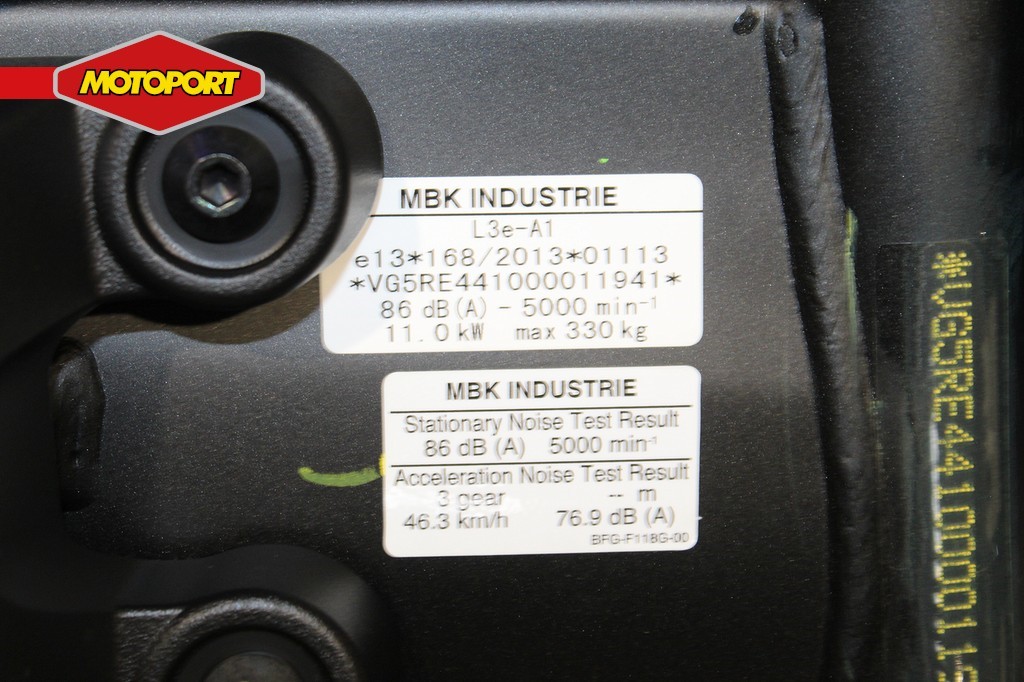 MOTOPORT
MBK INDUSTRIE
L3e-A1
e13*168/2013*01113
*VG5RE441000011941*
86 dB(A) - 5000 min⁻¹
11.0 kW max 330 kg
MBK INDUSTRIE
Stationary Noise Test Result
86 dB (A) 5000 min⁻¹
Acceleration Noise Test Result
3 gear -- m
46.3 km/h 76.9 dB (A)
BFG-F118G-00
*VG5RE4410000119